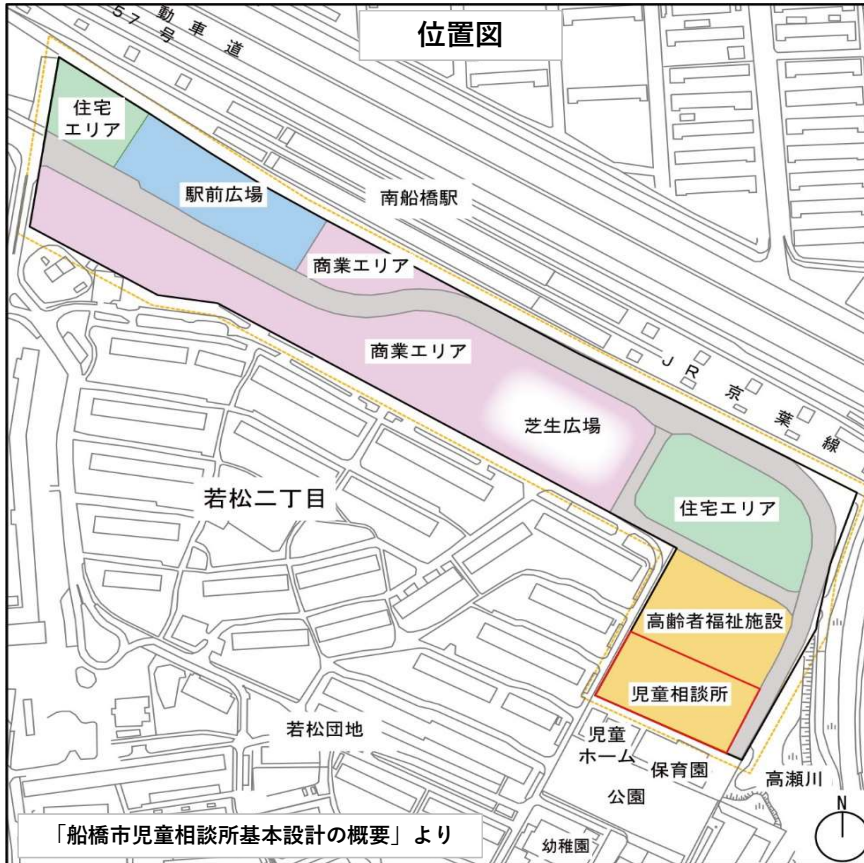 位置図
動車道
57号
住宅
エリア
駅前広場
南船橋駅
商業エリア
商業エリア
JR京葉線
芝生広場
若松二丁目
住宅エリア
高齢者福祉施設
児童相談所
若松団地
児童
ホーム
保育園
高瀬川
公園
N
幼稚園
「船橋市児童相談所基本設計の概要」より